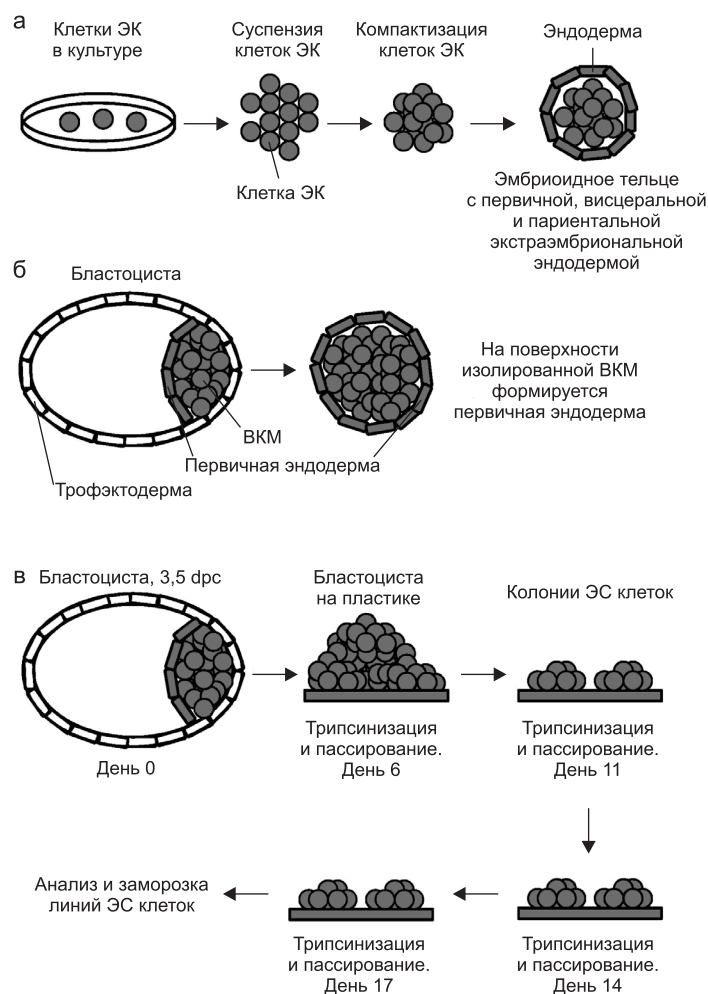 а
Клетки ЭК
в культуре
Суспензия
клеток ЭК
Компактизация
клеток ЭК
Эндодерма
Клетка ЭК
Эмбриоидное тельце
с первичной, висцеральной
и париентальной
экстраэмбриональной
эндодермой
б
Бластоциста
На поверхности
изолированной ВКМ
формируется
первичная эндодерма
ВКМ
Первичная эндодерма
Трофэктодерма
в
Бластоциста, 3,5 dpc
Бластоциста
на пластике
Колонии ЭС клеток
День 0
Трипсинизация
и пассирование.
День 6
Трипсинизация
и пассирование.
День 11
Анализ и заморозка
линий ЭС клеток
Трипсинизация
и пассирование.
День 17
Трипсинизация
и пассирование.
День 14